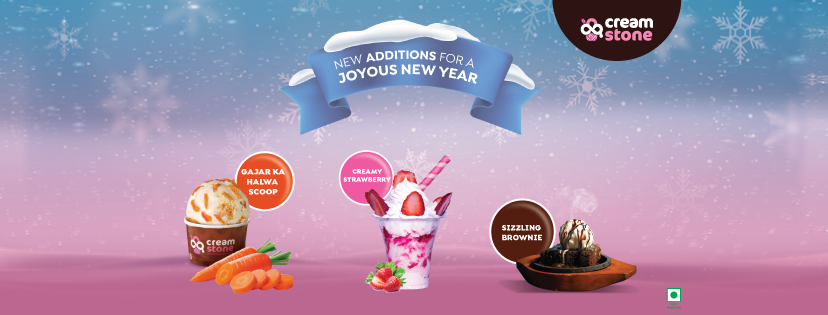 cream
stone
NEW ADDITIONS FOR A
JOYOUS NEW YEAR
GAJAR KA
HALWA
SCOOP
cream
stone
CREAMY
STRAWBERRY
SIZZLING
BROWNIE